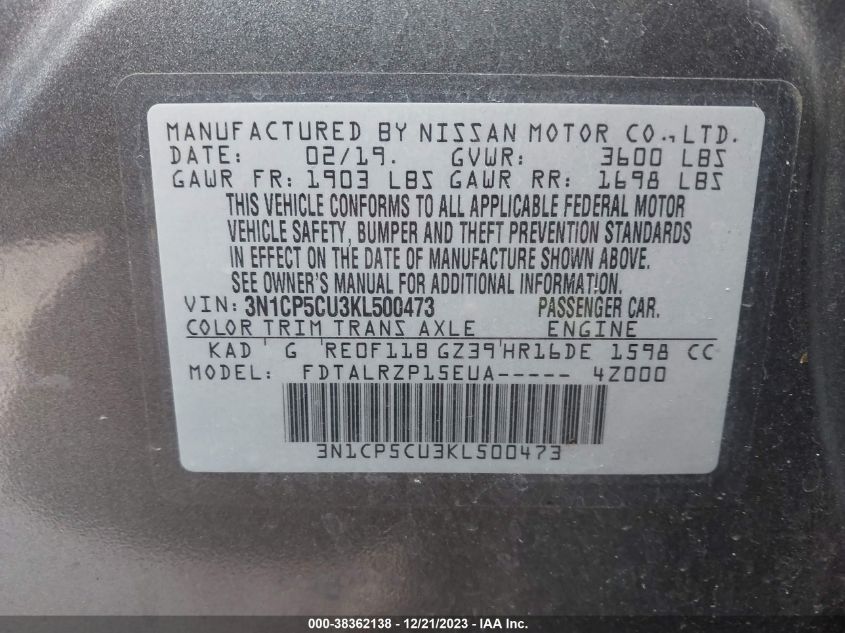 MANUFACTURED BY NISSAN MOTOR CO., LTD.
DATE: 02/19. GVWR: 3600 LBS
GAWR FR: 1903 LBS GAWR RR: 1698 LBS
THIS VEHICLE CONFORMS TO ALL APPLICABLE FEDERAL MOTOR
VEHICLE SAFETY, BUMPER AND THEFT PREVENTION STANDARDS
IN EFFECT ON THE DATE OF MANUFACTURE SHOWN ABOVE.
SEE OWNER'S MANUAL FOR ADDITIONAL INFORMATION.
VIN: 3N1CP5CU3KL500473 PASSENGER CAR.
COLOR TRIM TRANS AXLE ENGINE
KAD G RE0F11B GZ39 HR16DE 1598 CC
MODEL: FDTALRZP15EUA----- 4Z000
3N1CP5CU3KL500473
000-38362138 - 12/21/2023 - IAA Inc.